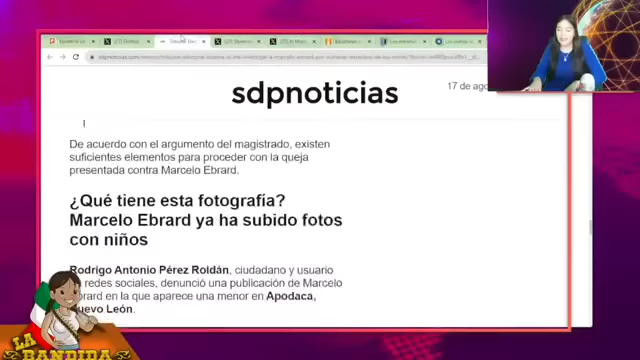 sdpnoticias
17 de ago
De acuerdo con el argumento del magistrado, existen
suficientes elementos para proceder con la queja
presentada contra Marcelo Ebrard.
¿Qué tiene esta fotografía?
Marcelo Ebrard ya ha subido fotos
con niños
Rodrigo Antonio Pérez Roldán, ciudadano y usuario
redes sociales, denunció una publicación de Marcelo
brard en la que aparece una menor en Apodaca,
uevo León.
LA
BANDIDA